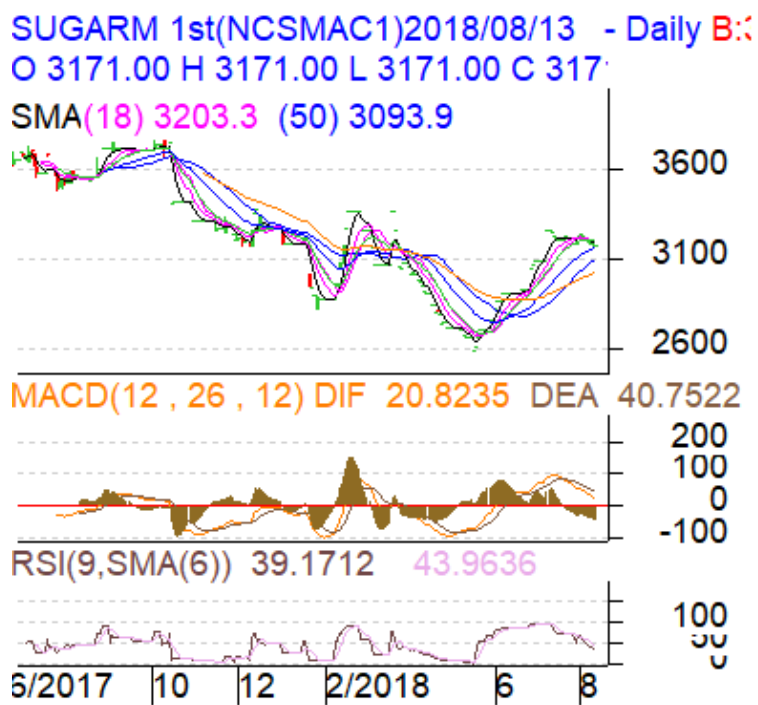 SUGARM 1st(NCSMAC1)2018/08/13 - Daily B:
O 3171.00 H 3171.00 L 3171.00 C 317
SMA(18) 3203.3 (50) 3093.9
3600
3100
2600
MACD(12 , 26 , 12) DIF 20.8235 DEA 40.7522
200
100
0
-100
RSI(9,SMA(6)) 39.1712 43.9636
100
6/2017 10 12 2/2018 6 8